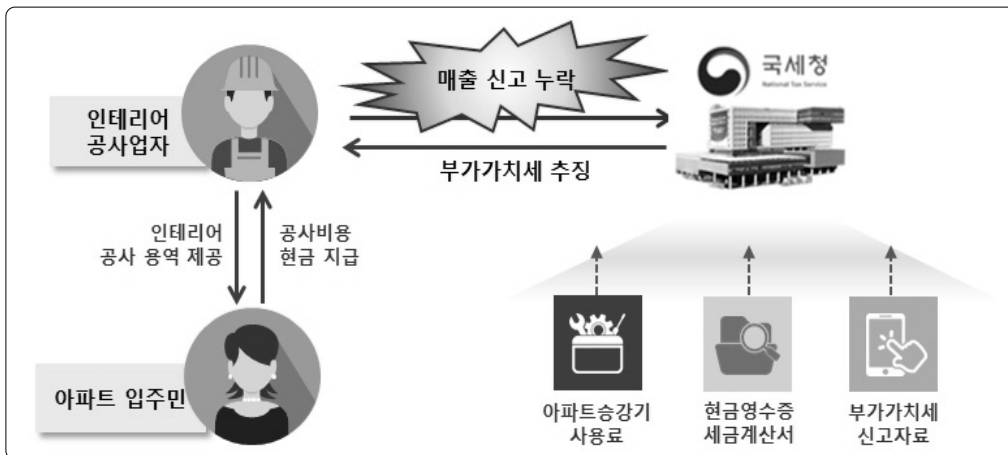 매출 신고 누락
국세청
National Tax Service
인테리어
공사업자
부가가치세 추징
인테리어
공사 용역 제공
공사비용
현금 지급
아파트 입주민
아파트승강기
사용료
현금영수증
세금계산서
부가가치세
신고자료